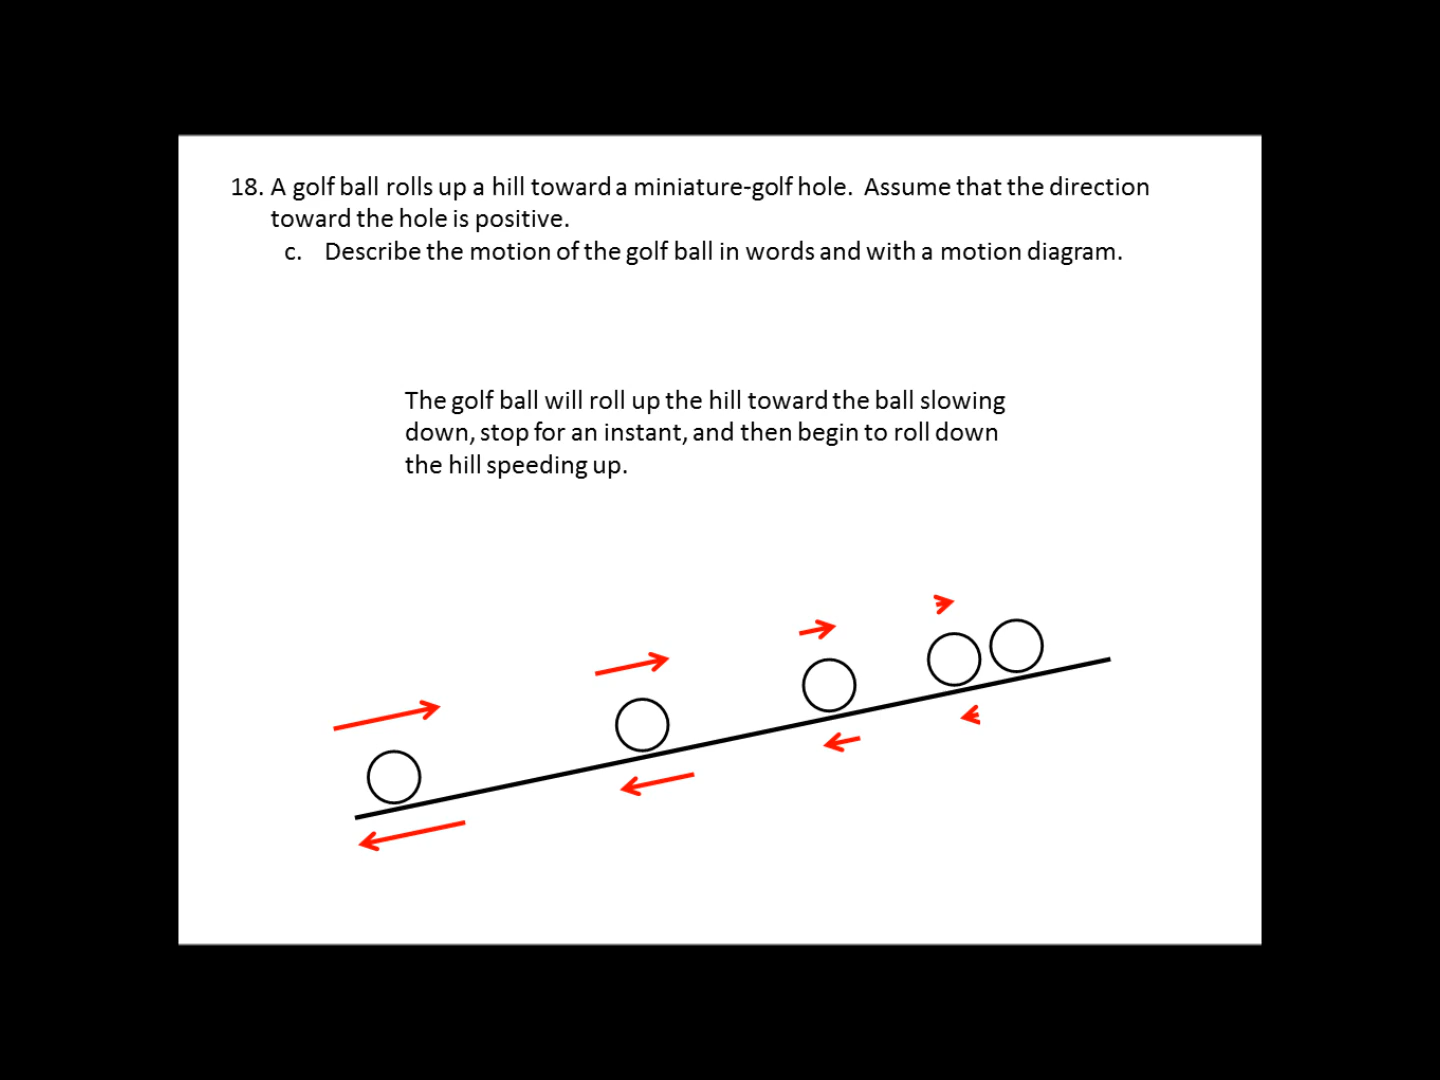 18. A golf ball rolls up a hill toward a miniature-golf hole. Assume that the direction
toward the hole is positive.
c. Describe the motion of the golf ball in words and with a motion diagram.
The golf ball will roll up the hill toward the ball slowing
down, stop for an instant, and then begin to roll down
the hill speeding up.